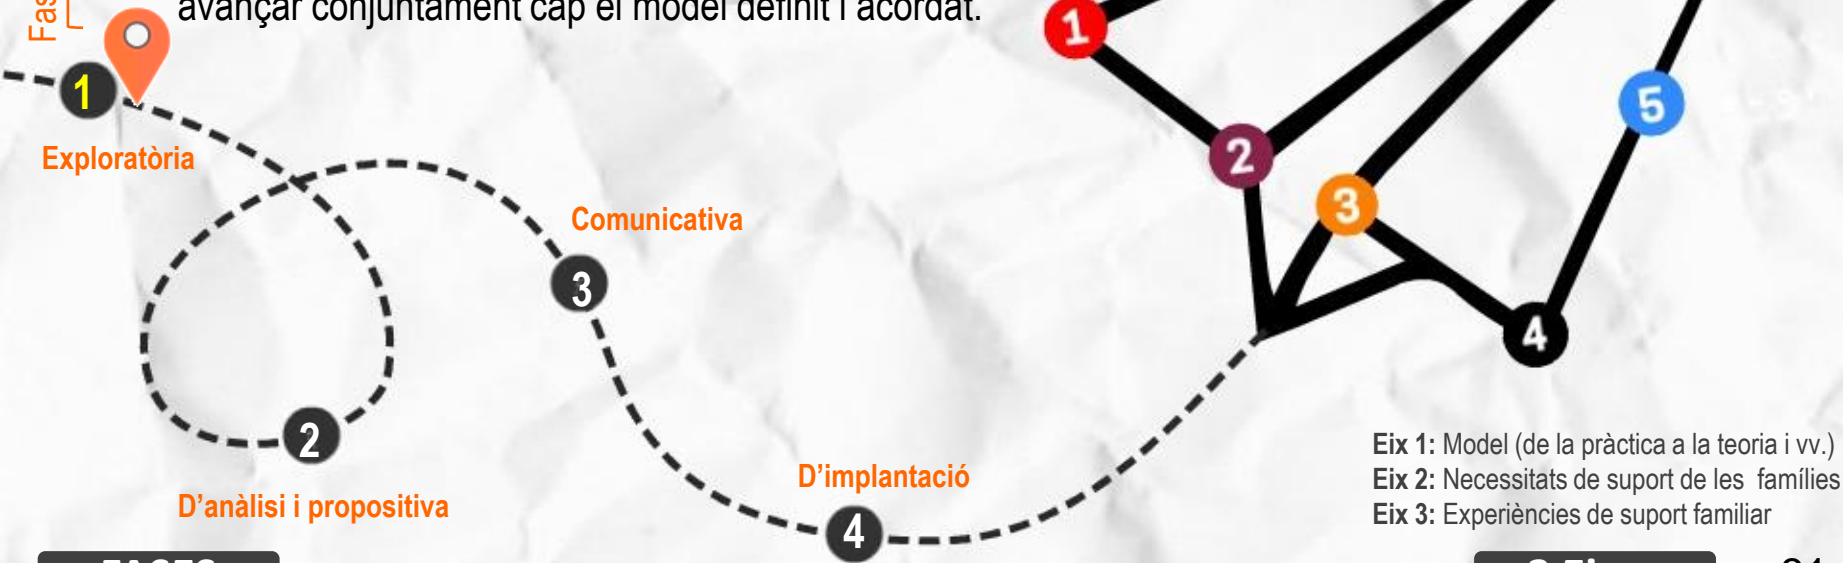 avançar conjuntament cap el model definit i acordat.
1
Exploratòria
2
D'anàlisi i propositiva
3
Comunicativa
4
D'implantació
1
2
3
4
5
Eix 1: Model (de la pràctica a la teoria i vv.)
Eix 2: Necessitats de suport de les famílies
Eix 3: Experiències de suport familiar